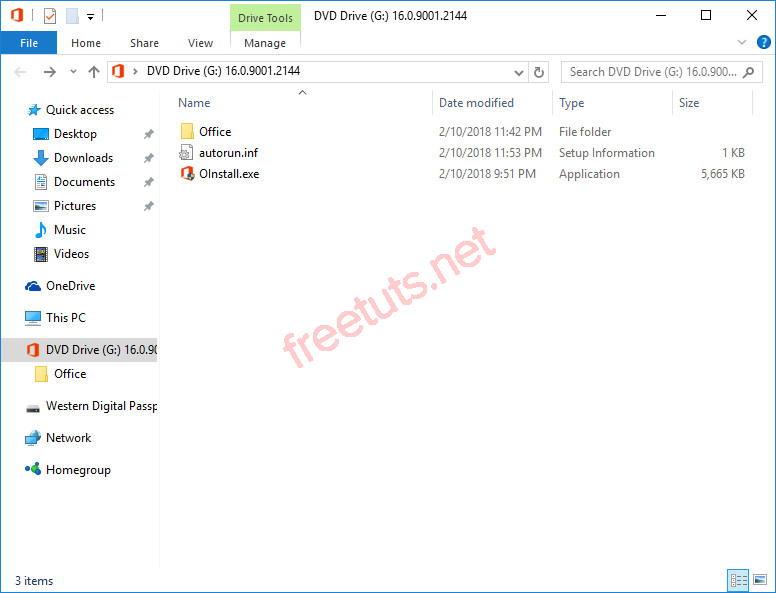 Drive Tools
DVD Drive (G:) 16.0.9001.2144
File Home Share View Manage
DVD Drive (G:) 16.0.9001.2144
Search DVD Drive (G:) 16.0.900...
Name Date modified Type Size
Office 2/10/2018 11:42 PM File folder
autorun.inf 2/10/2018 11:53 PM Setup Information 1 KB
OInstall.exe 2/10/2018 9:51 PM Application 5,665 KB
Quick access
Desktop
Downloads
Documents
Pictures
Music
Videos
OneDrive
This PC
DVD Drive (G:) 16.0.90
Office
Western Digital Passp
Network
Homegroup
freetuts.net
3 items